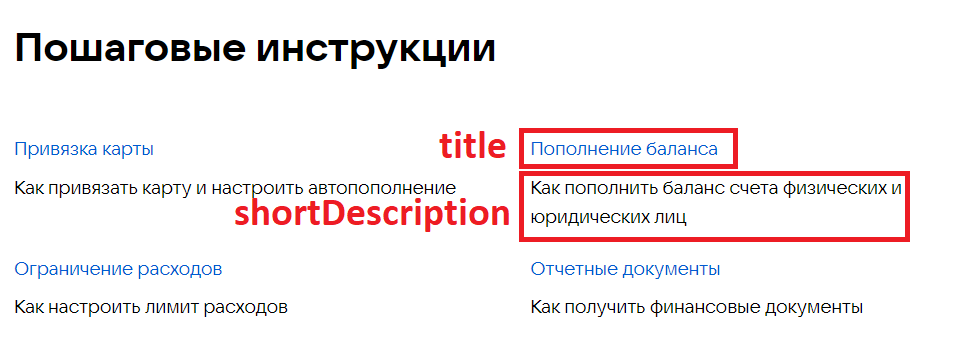 Пошаговые инструкции
Привязка карты
Как привязать карту и настроить автопополнение
title
Пополнение баланса
shortDescription
Как пополнить баланс счета физических и
юридических лиц
Ограничение расходов
Как настроить лимит расходов
Отчетные документы
Как получить финансовые документы